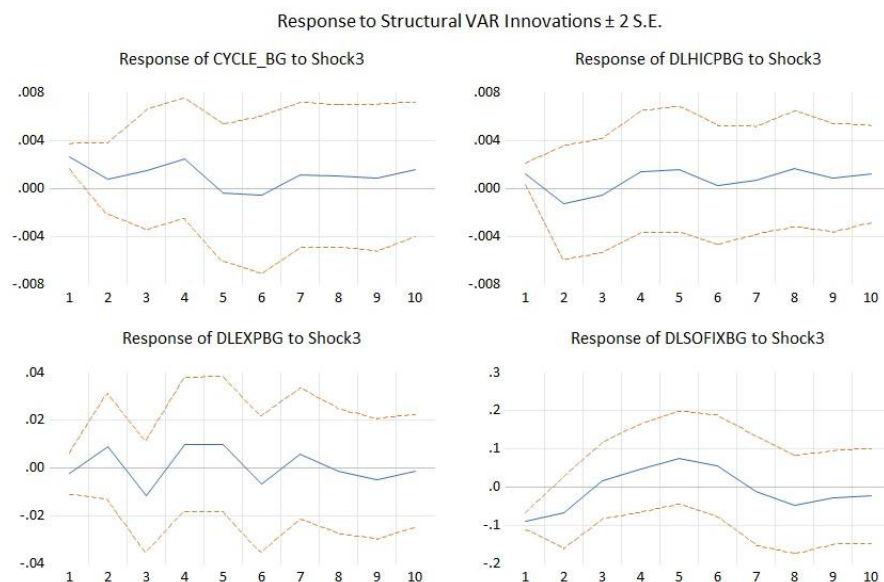 Response to Structural VAR Innovations ± 2 S.E.
Response of CYCLE_BG to Shock3
.008
.004
.000
-.004
-.008
1 2 3 4 5 6 7 8 9 10
Response of DLHICPBG to Shock3
.008
.004
.000
-.004
-.008
1 2 3 4 5 6 7 8 9 10
Response of DLEXPBG to Shock3
.04
.02
.00
-.02
-.04
1 2 3 4 5 6 7 8 9 10
Response of DLSOFIXBG to Shock3
.3
.2
.1
.0
-.1
-.2
1 2 3 4 5 6 7 8 9 10